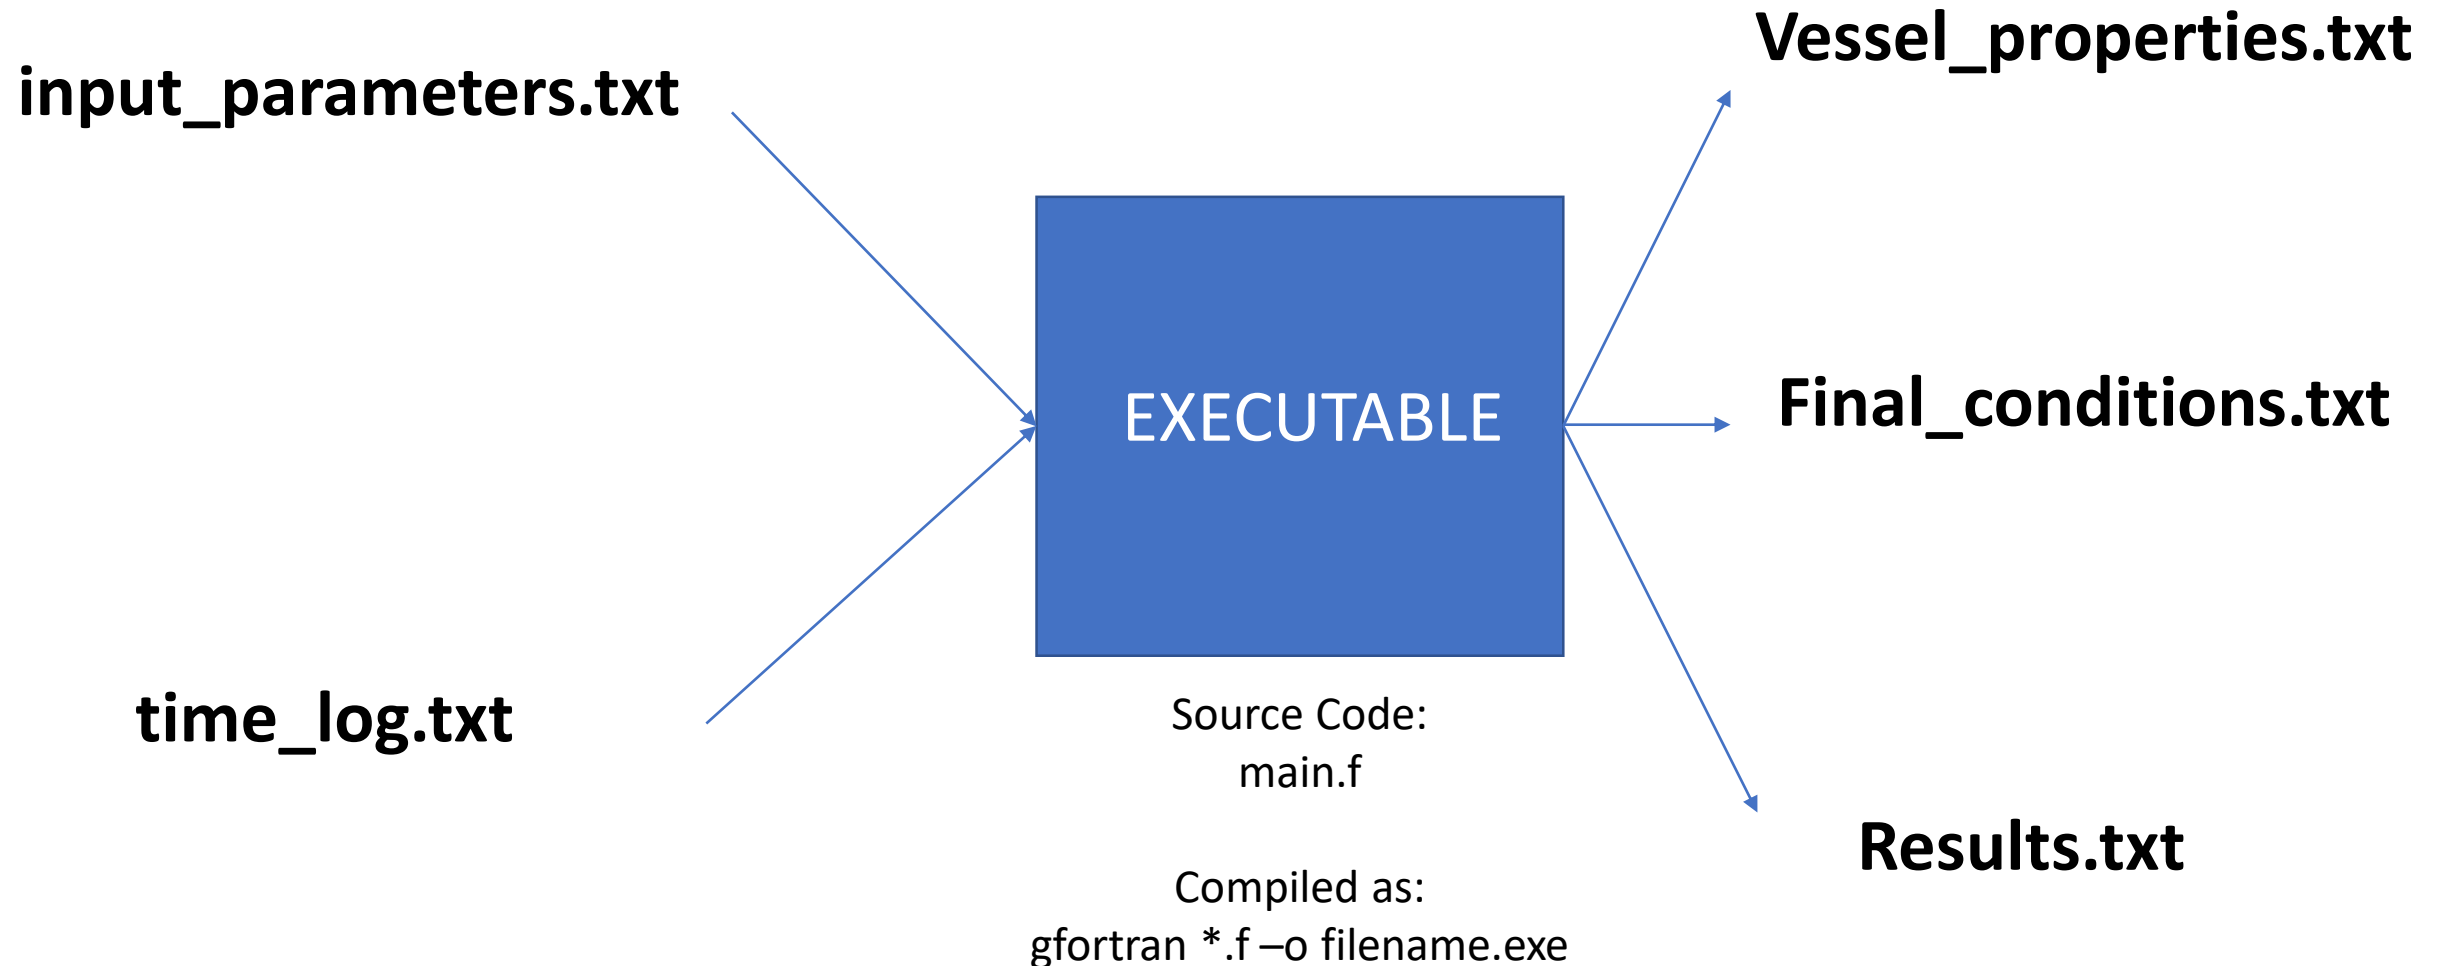 input_parameters.txt
time_log.txt
EXECUTABLE
Source Code:
main.f
Compiled as:
gfortran *.f –o filename.exe
Vessel_properties.txt
Final_conditions.txt
Results.txt